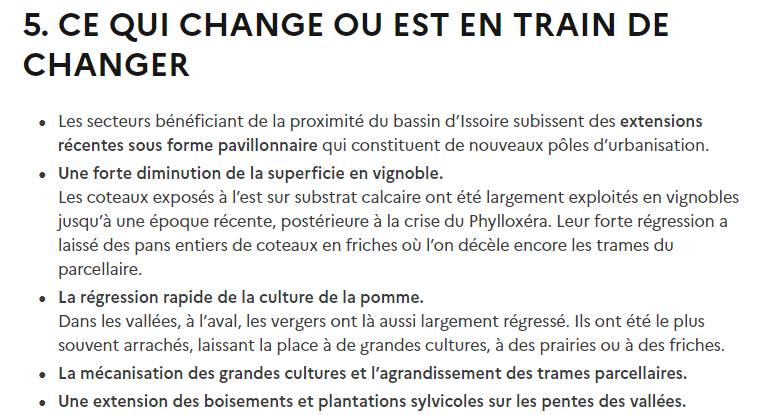 5. CE QUI CHANGE OU EST EN TRAIN DE
CHANGER
• Les secteurs bénéficiant de la proximité du bassin d’Issoire subissent des extensions
récentes sous forme pavillonnaire qui constituent de nouveaux pôles d’urbanisation.
• Une forte diminution de la superficie en vignoble.
Les coteaux exposés à l’est sur substrat calcaire ont été largement exploités en vignobles
jusqu’à une époque récente, postérieure à la crise du Phylloxéra. Leur forte régression a
laissé des pans entiers de coteaux en friches où l’on décèle encore les trames du
parcellaire.
• La régression rapide de la culture de la pomme.
Dans les vallées, à l’aval, les vergers ont là aussi largement régressé. Ils ont été le plus
souvent arrachés, laissant la place à de grandes cultures, à des prairies ou à des friches.
• La mécanisation des grandes cultures et l’agrandissement des trames parcellaires.
• Une extension des boisements et plantations sylvicoles sur les pentes des vallées.